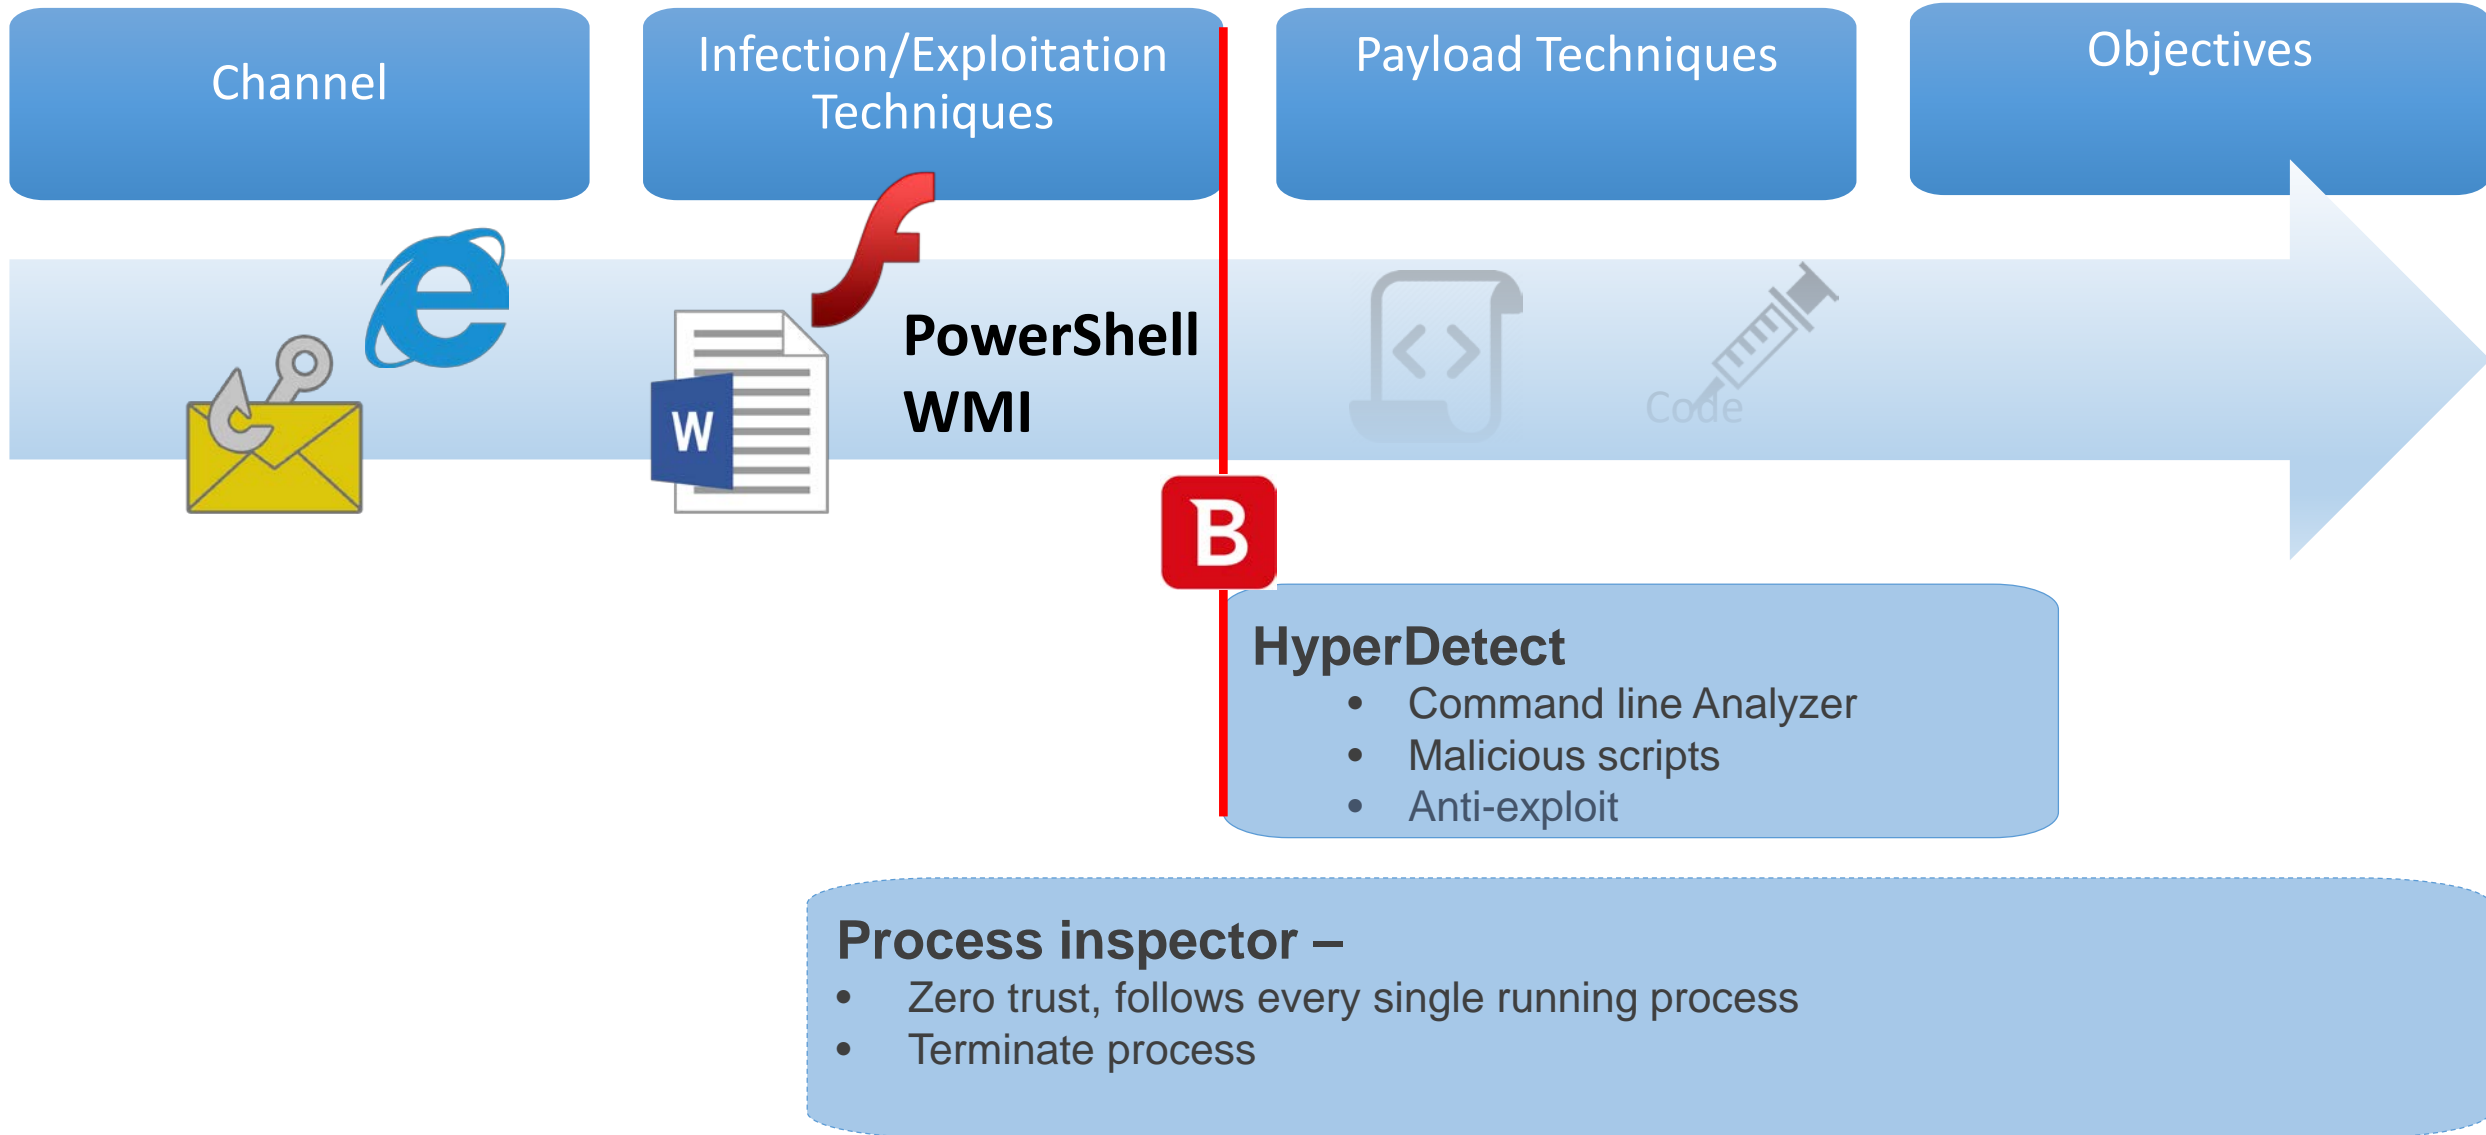 Channel
Infection/Exploitation
Techniques
Payload Techniques
Objectives
W
PowerShell
WMI
Code
B
HyperDetect
• Command line Analyzer
• Malicious scripts
• Anti-exploit
Process inspector –
• Zero trust, follows every single running process
• Terminate process